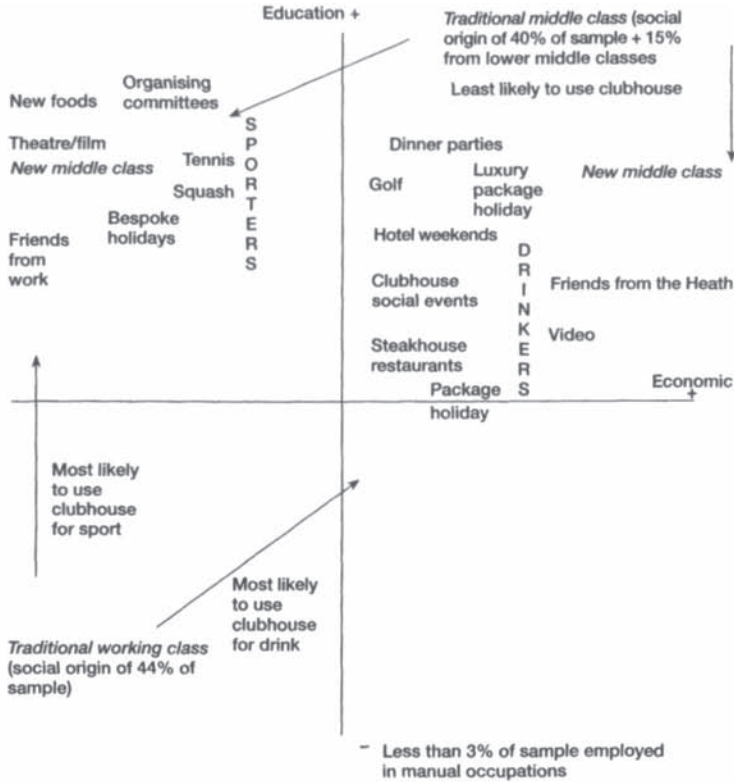 Education +
Traditional middle class (social
origin of 40% of sample + 15%
from lower middle classes
Least likely to use clubhouse
New foods
Organising
committees
Theatre/film
New middle class
Tennis
Squash
SPORTERS
Bespoke
holidays
Friends
from
work
Dinner parties
Golf
Luxury
package
holiday
New middle class
Hotel weekends
DRINKERS
Clubhouse
social events
Friends from the Heath
Video
Steakhouse
restaurants
Package
holiday
Economic
+
Most likely
to use
clubhouse
for sport
Most likely
to use
clubhouse
for drink
Traditional working class
(social origin of 44% of
sample)
– Less than 3% of sample employed
in manual occupations